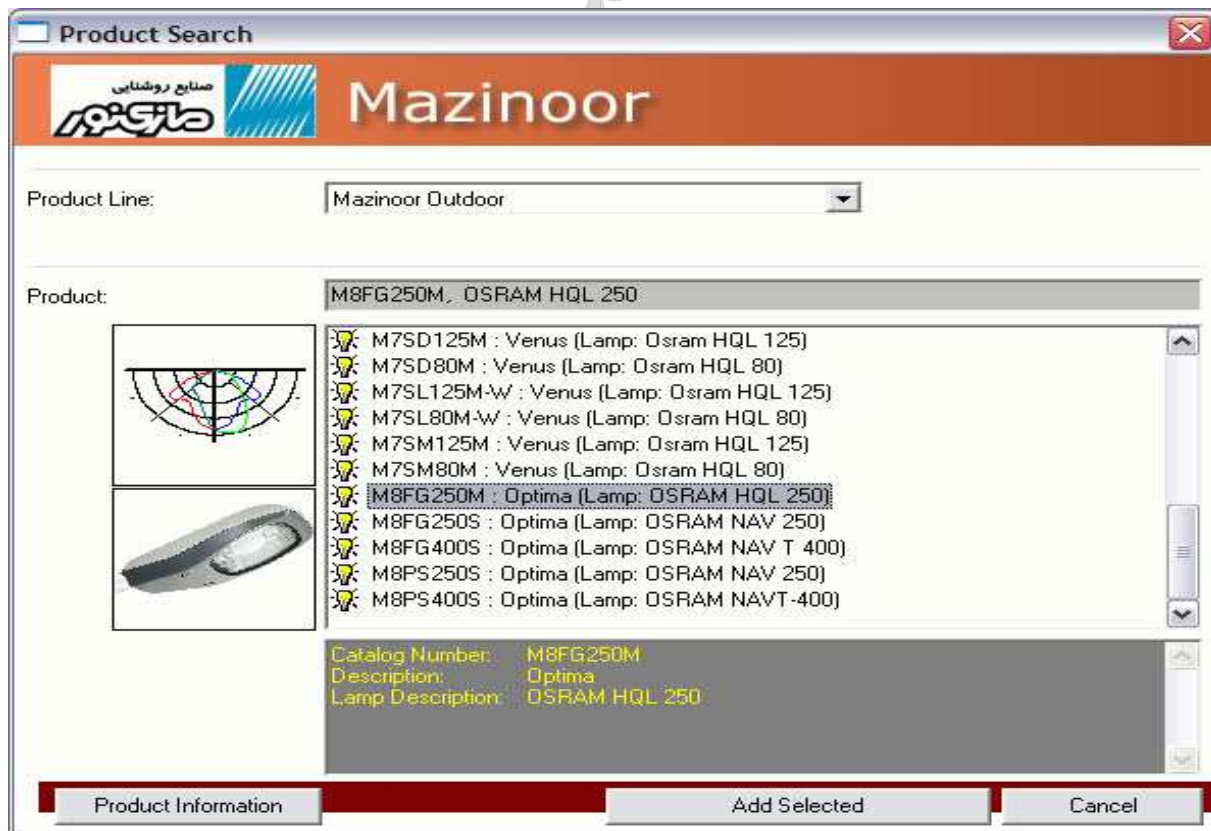 Product Search
صنایع روشنایی
مازی نور
Mazinoor
Product Line:
Mazinoor Outdoor
Product:
M8FG250M, OSRAM HQL 250
M7SD125M : Venus (Lamp: Osram HQL 125)
M7SD80M : Venus (Lamp: Osram HQL 80)
M7SL125M-W : Venus (Lamp: Osram HQL 125)
M7SL80M-W : Venus (Lamp: Osram HQL 80)
M7SM125M : Venus (Lamp: Osram HQL 125)
M7SM80M : Venus (Lamp: Osram HQL 80)
M8FG250M : Optima (Lamp: OSRAM HQL 250)
M8FG250S : Optima (Lamp: OSRAM NAV 250)
M8FG400S : Optima (Lamp: OSRAM NAV T 400)
M8PS250S : Optima (Lamp: OSRAM NAV 250)
M8PS400S : Optima (Lamp: OSRAM NAVT-400)
Catalog Number: M8FG250M
Description: Optima
Lamp Description: OSRAM HQL 250
Product Information
Add Selected
Cancel